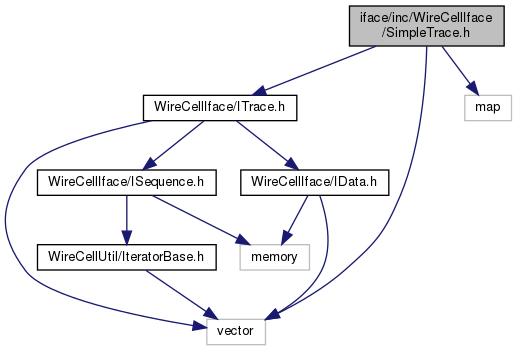 iface/inc/WireCellIface
/SimpleTrace.h
WireCellIface/ITrace.h
map
WireCellIface/ISequence.h
WireCellIface/IData.h
WireCellUtil/IteratorBase.h
memory
vector